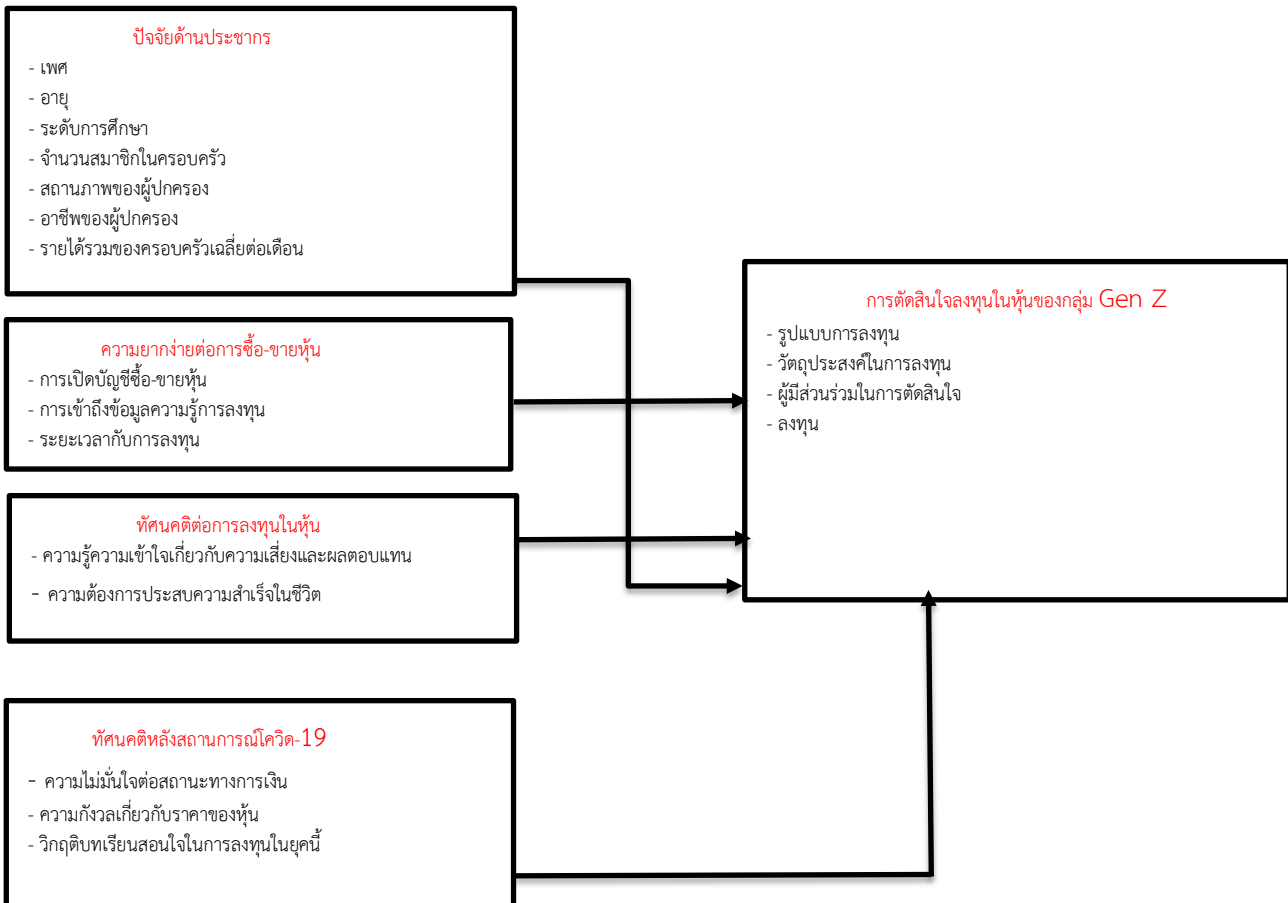 ปัจจัยด้านประชากร
- เพศ
- อายุ
- ระดับการศึกษา
- จำนวนสมาชิกในครอบครัว
- สถานภาพของผู้ปกครอง
- อาชีพของผู้ปกครอง
- รายได้รวมของครอบครัวเฉลี่ยต่อเดือน
ความยากง่ายต่อการซื้อ-ขายหุ้น
- การเปิดบัญชีซื้อ-ขายหุ้น
- การเข้าถึงข้อมูลความรู้การลงทุน
- ระยะเวลากับการลงทุน
ทัศนคติต่อการลงทุนในหุ้น
- ความรู้ความเข้าใจเกี่ยวกับความเสี่ยงและผลตอบแทน
- ความต้องการประสบความสำเร็จในชีวิต
ทัศนคติหลังสถานการณ์โควิด-19
- ความไม่มั่นใจต่อสถานะทางการเงิน
- ความกังวลเกี่ยวกับราคาของหุ้น
- วิกฤติบทเรียนสอนใจในการลงทุนในยุคนี้
การตัดสินใจลงทุนในหุ้นของกลุ่ม Gen Z
- รูปแบบการลงทุน
- วัตถุประสงค์ในการลงทุน
- ผู้มีส่วนร่วมในการตัดสินใจ
- ลงทุน